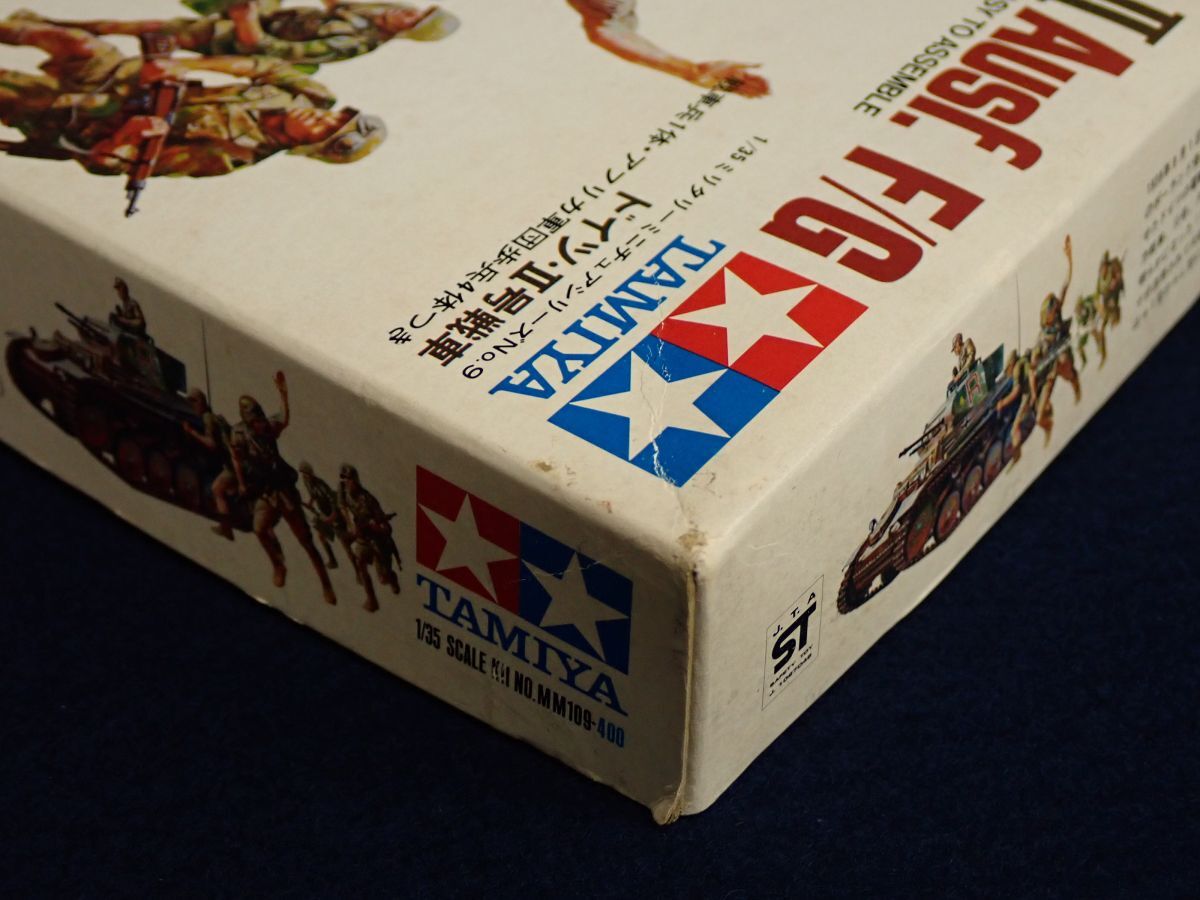 II AUSf. F/G
EASY TO ASSEMBLE
TAMIYA
1/35 ミリタリーミニチュアシリーズNo.9
ドイツ・II号戦車
戦車兵1体・アフリカ軍団歩兵4体つき
TAMIYA
1/35 SCALE KIT NO.MM109-400
J. T. A
ST
SAFETY TOY